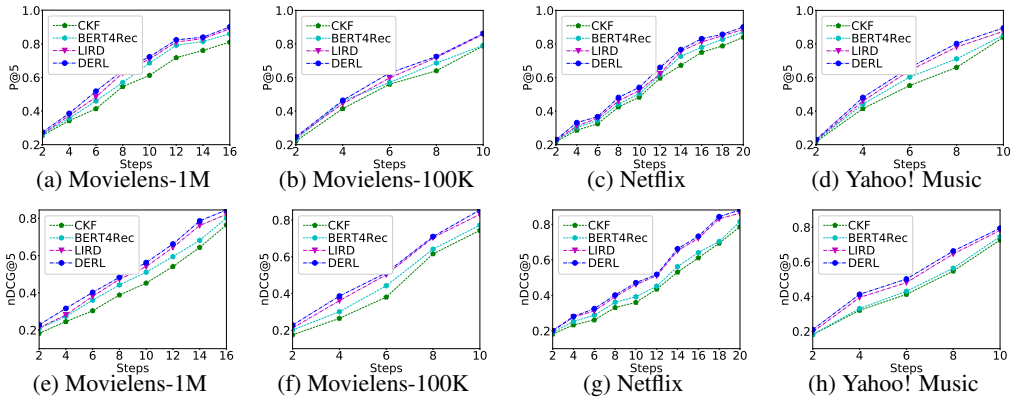 P@5
1.0
0.8
0.6
0.4
0.2
CKF
BERT4Rec
LIRD
DERL
2 4 6 8 10 12 14 16
Steps
(a) Movielens-1M
P@5
1.0
0.8
0.6
0.4
0.2
CKF
BERT4Rec
LIRD
DERL
2 4 6 8 10
Steps
(b) Movielens-100K
P@5
1.0
0.8
0.6
0.4
0.2
CKF
BERT4Rec
LIRD
DERL
2 4 6 8 10 12 14 16 18 20
Steps
(c) Netflix
P@5
1.0
0.8
0.6
0.4
0.2
CKF
BERT4Rec
LIRD
DERL
2 4 6 8 10
Steps
(d) Yahoo! Music
nDCG@5
0.8
0.6
0.4
0.2
CKF
BERT4Rec
LIRD
DERL
2 4 6 8 10 12 14 16
Steps
(e) Movielens-1M
nDCG@5
0.8
0.6
0.4
0.2
CKF
BERT4Rec
LIRD
DERL
2 4 6 8 10
Steps
(f) Movielens-100K
nDCG@5
0.8
0.6
0.4
0.2
CKF
BERT4Rec
LIRD
DERL
2 4 6 8 10 12 14 16 18 20
Steps
(g) Netflix
nDCG@5
0.8
0.6
0.4
0.2
CKF
BERT4Rec
LIRD
DERL
2 4 6 8 10
Steps
(h) Yahoo! Music